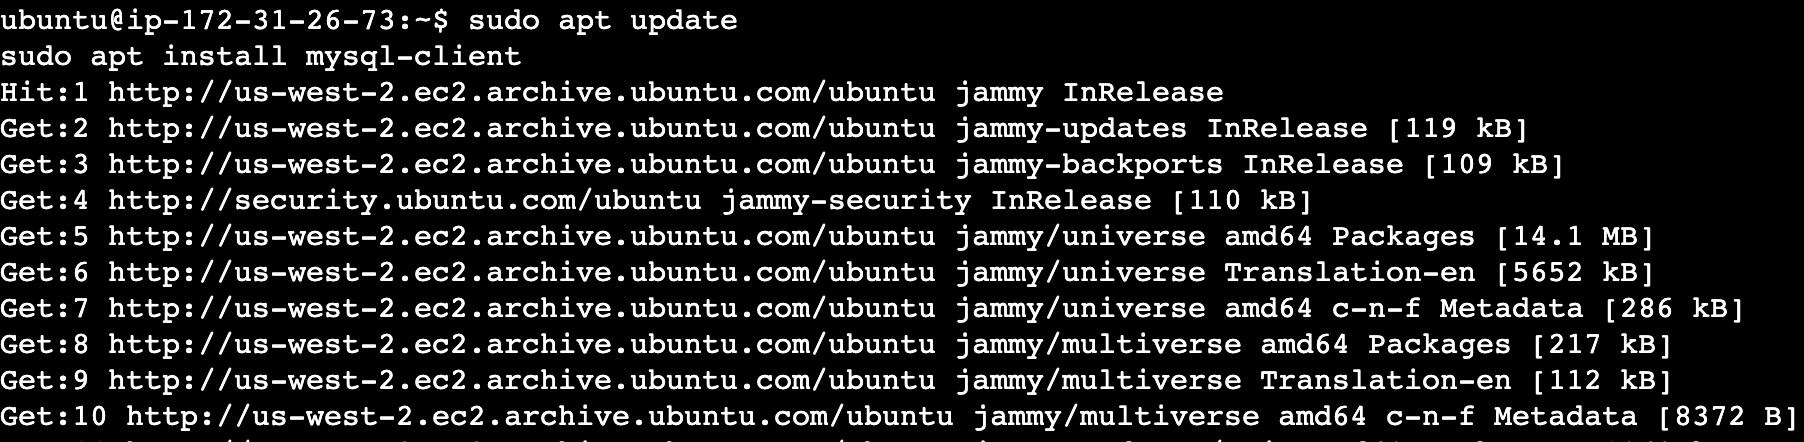 ubuntu@ip-172-31-26-73:~$ sudo apt update
sudo apt install mysql-client
Hit:1 http://us-west-2.ec2.archive.ubuntu.com/ubuntu jammy InRelease
Get:2 http://us-west-2.ec2.archive.ubuntu.com/ubuntu jammy-updates InRelease [119 kB]
Get:3 http://us-west-2.ec2.archive.ubuntu.com/ubuntu jammy-backports InRelease [109 kB]
Get:4 http://security.ubuntu.com/ubuntu jammy-security InRelease [110 kB]
Get:5 http://us-west-2.ec2.archive.ubuntu.com/ubuntu jammy/universe amd64 Packages [14.1 MB]
Get:6 http://us-west-2.ec2.archive.ubuntu.com/ubuntu jammy/universe Translation-en [5652 kB]
Get:7 http://us-west-2.ec2.archive.ubuntu.com/ubuntu jammy/universe amd64 c-n-f Metadata [286 kB]
Get:8 http://us-west-2.ec2.archive.ubuntu.com/ubuntu jammy/multiverse amd64 Packages [217 kB]
Get:9 http://us-west-2.ec2.archive.ubuntu.com/ubuntu jammy/multiverse Translation-en [112 kB]
Get:10 http://us-west-2.ec2.archive.ubuntu.com/ubuntu jammy/multiverse amd64 c-n-f Metadata [8372 B]